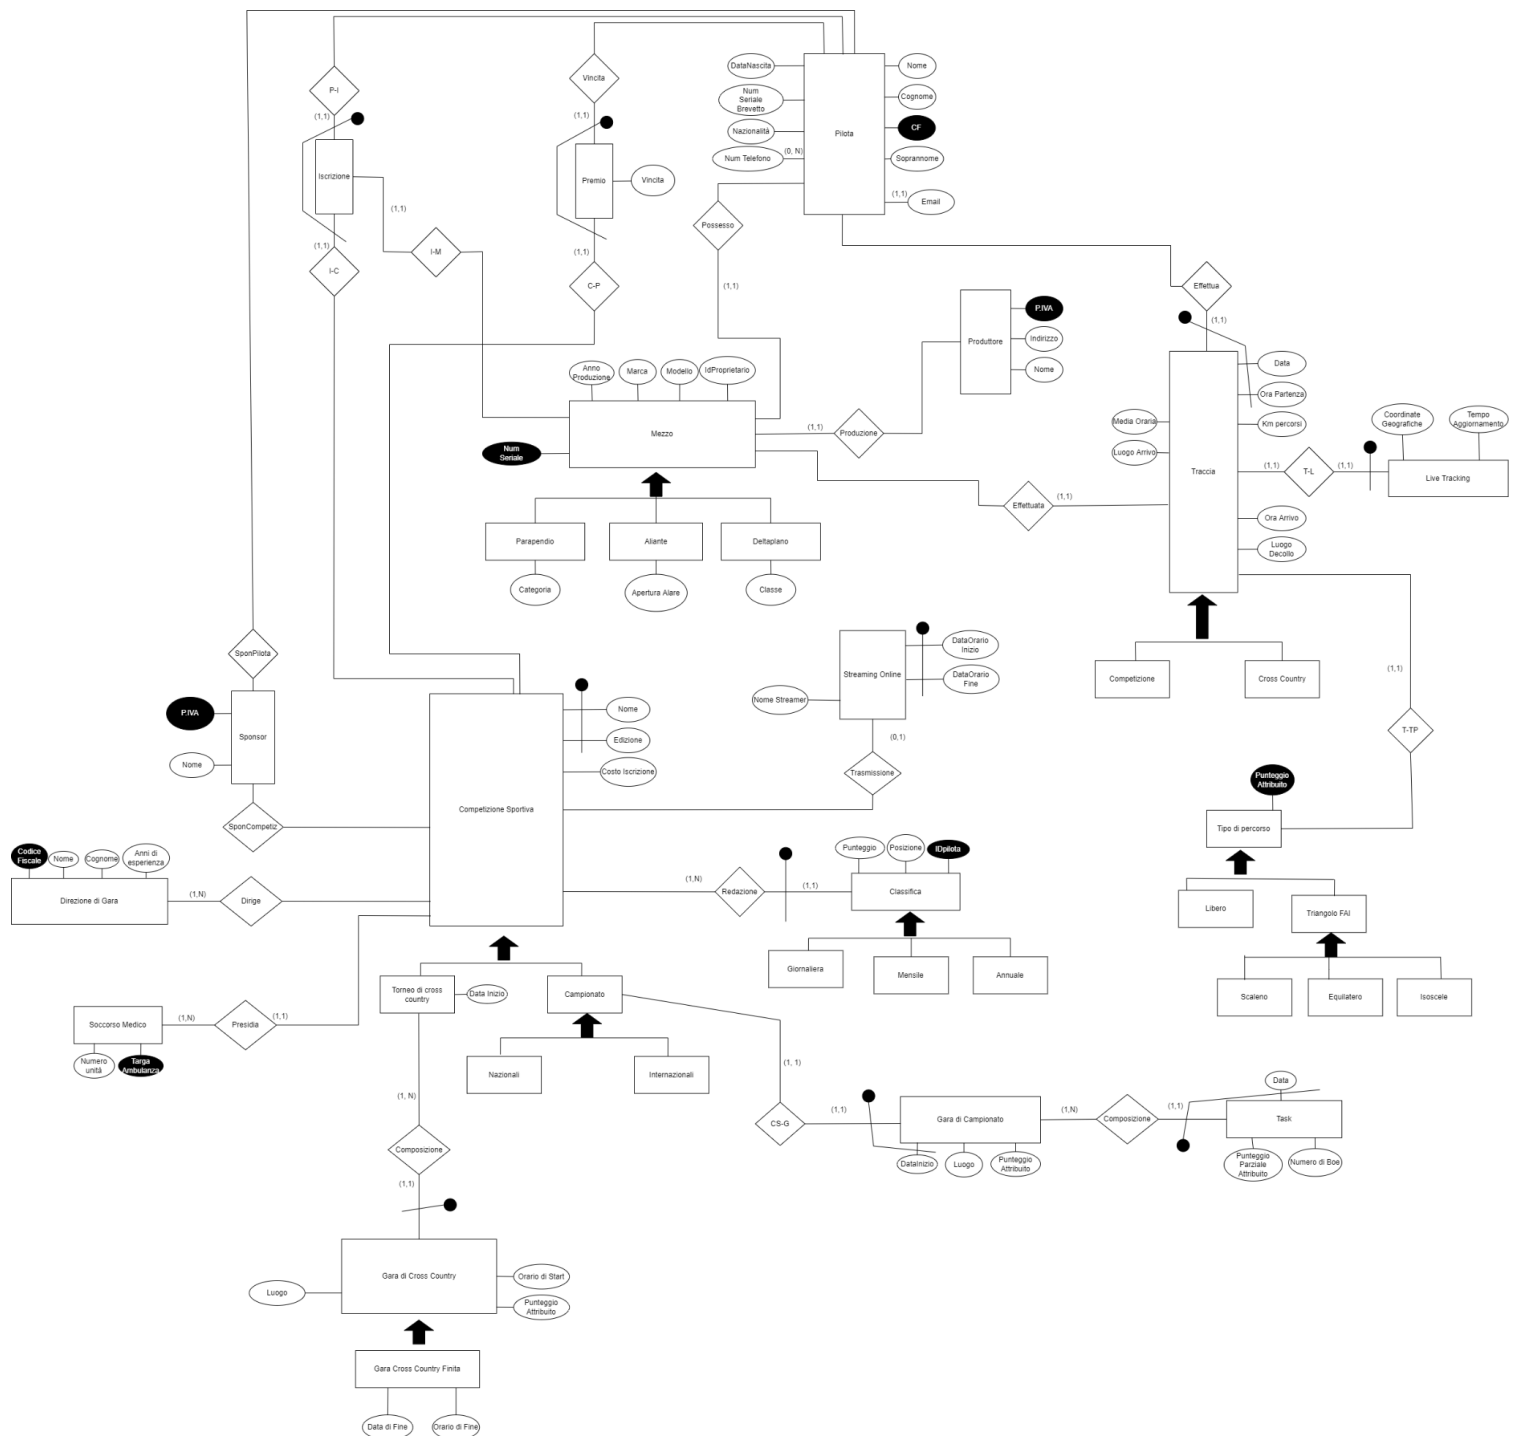 DataNascita
Nome
Vincita
P-I
Num
Seriale
Brevetto
Cognome
(1,1)
(1,1)
Nazionalità
Pilota
CF
Num Telefono
(0, N)
Soprannome
Iscrizione
Premio
Vincita
(1,1)
Email
(1,1)
Possesso
(1,1)
(1,1)
I-M
I-C
C-P
(1,1)
Effettua
P.IVA
(1,1)
Produttore
Indirizzo
Nome
Anno
Produzione
Marca
Modello
IdProprietario
Data
Ora Partenza
Media Oraria
Km percorsi
Coordinate
Geografiche
Tempo
Aggiornamento
Mezzo
(1,1)
Produzione
Num
Seriale
Luogo Arrivo
Traccia
(1,1)
T-L
(1,1)
Live Tracking
(1,1)
Effettuata
Ora Arrivo
Parapendio
Aliante
Deltaplano
Luogo
Decollo
Categoria
Apertura Alare
Classe
SponPilota
Streaming Online
DataOrario
Inizio
DataOrario
Fine
Competizione
Cross Country
(1,1)
Nome Streamer
P.IVA
Sponsor
Nome
Nome
Edizione
(0,1)
T-TP
Costo Iscrizione
Trasmissione
Punteggio
Attribuito
Competizione Sportiva
SponCompetiz
Tipo di percorso
Codice
Fiscale
Nome
Cognome
Anni di
esperienza
Punteggio
Posizione
IDpilota
Direzione di Gara
(1,N)
Dirige
(1,N)
Redazione
(1,1)
Classifica
Libero
Triangolo FAI
Giornaliera
Mensile
Annuale
Torneo di cross
country
Data Inizio
Campionato
Scaleno
Equilatero
Isoscele
Soccorso Medico
(1,N)
Presidia
(1,1)
Numero
unità
Targa
Ambulanza
Nazionali
Internazionali
(1, 1)
(1, N)
Data
CS-G
(1,1)
Gara di Campionato
(1,N)
Composizione
(1,1)
Task
Composizione
DataInizio
Luogo
Punteggio
Attribuito
Punteggio
Parziale
Attribuito
Numero di Boe
(1,1)
Gara di Cross Country
Orario di Start
Luogo
Punteggio
Attribuito
Gara Cross Country Finita
Data di Fine
Orario di Fine